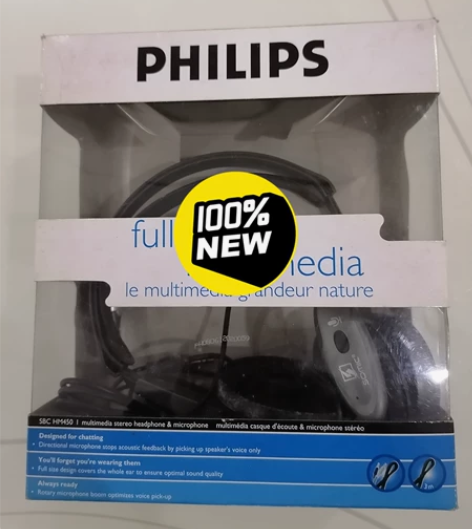 PHILIPS
100%
NEW
full
media
le multimedia grandeur nature
SBC HM450 | multimedia stereo headphone & microphone multimédia casque d'écoute & microphone stéréo
Designed for chatting
• Directional microphone stops acoustic feedback by picking up speaker's voice only
You'll forget you're wearing them
• Full size design covers the whole ear to ensure optimal sound quality
Always ready
• Rotary microphone boom optimizes voice pick-up